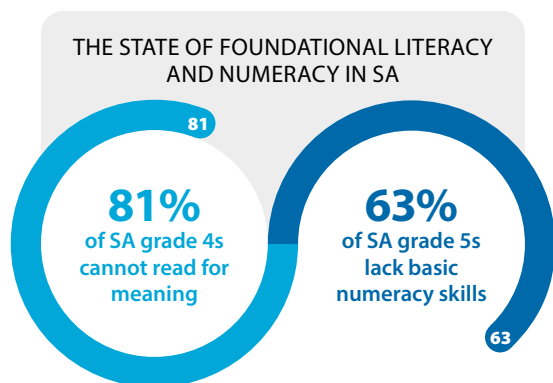 THE STATE OF FOUNDATIONAL LITERACY
AND NUMERACY IN SA
81
81%
of SA grade 4s
cannot read for
meaning
63%
of SA grade 5s
lack basic
numeracy skills
63